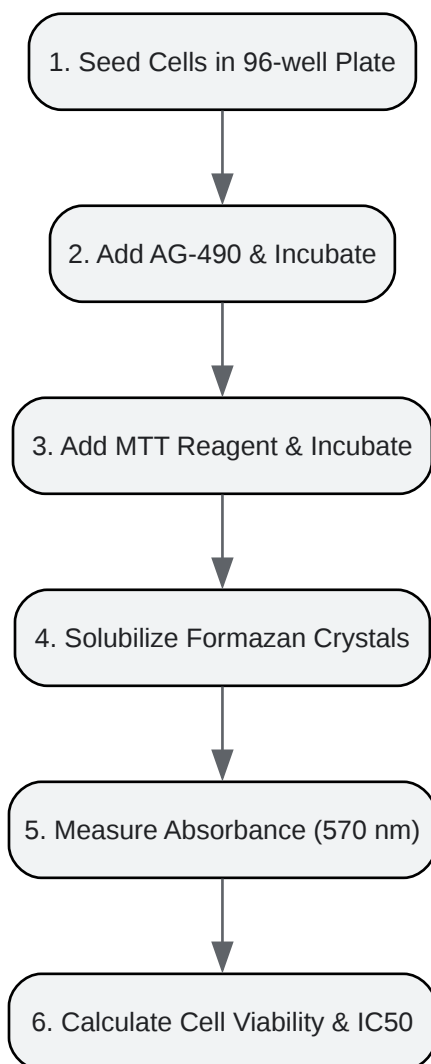 1. Seed Cells in 96-well Plate
2. Add AG-490 & Incubate
3. Add MTT Reagent & Incubate
4. Solubilize Formazan Crystals
5. Measure Absorbance (570 nm)
6. Calculate Cell Viability & IC50